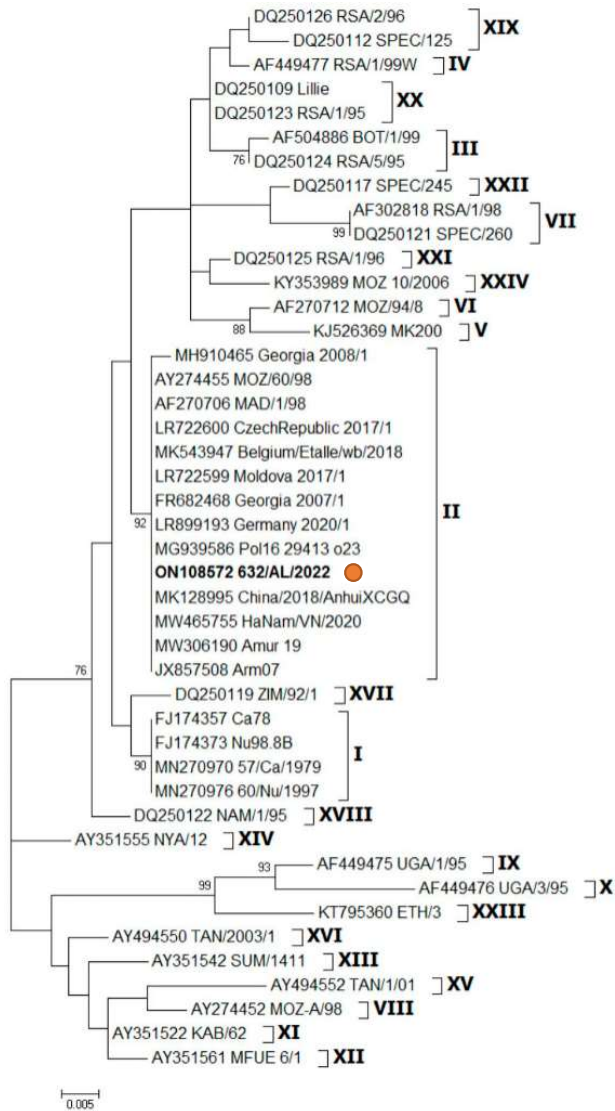 DQ250126 RSA/2/96
DQ250112 SPEC/125
XIX
AF449477 RSA/1/99W
IV
DQ250109 Lillie
DQ250123 RSA/1/95
XX
AF504886 BOT/1/99
76
DQ250124 RSA/5/95
III
DQ250117 SPEC/245
XXII
AF302818 RSA/1/98
99
DQ250121 SPEC/260
VII
DQ250125 RSA/1/96
XXI
KY353989 MOZ 10/2006
XXIV
AF270712 MOZ/94/8
VI
88
KJ526369 MK200
V
MH910465 Georgia 2008/1
AY274455 MOZ/60/98
AF270706 MAD/1/98
LR722600 CzechRepublic 2017/1
MK543947 Belgium/Etalle/wb/2018
LR722599 Moldova 2017/1
FR682468 Georgia 2007/1
LR899193 Germany 2020/1
92
MG939586 Pol16 29413 o23
ON108572 632/AL/2022
MK128995 China/2018/AnhuiXCGQ
MW465755 HaNam/VN/2020
MW306190 Amur 19
JX857508 Arm07
II
76
DQ250119 ZIM/92/1
XVII
FJ174357 Ca78
FJ174373 Nu98.8B
90
MN270970 57/Ca/1979
MN270976 60/Nu/1997
I
DQ250122 NAM/1/95
XVIII
AY351555 NYA/12
XIV
93
AF449475 UGA/1/95
IX
99
AF449476 UGA/3/95
X
KT795360 ETH/3
XXIII
AY494550 TAN/2003/1
XVI
AY351542 SUM/1411
XIII
AY494552 TAN/1/01
XV
AY274452 MOZ-A/98
VIII
AY351522 KAB/62
XI
AY351561 MFUE 6/1
XII
0.005